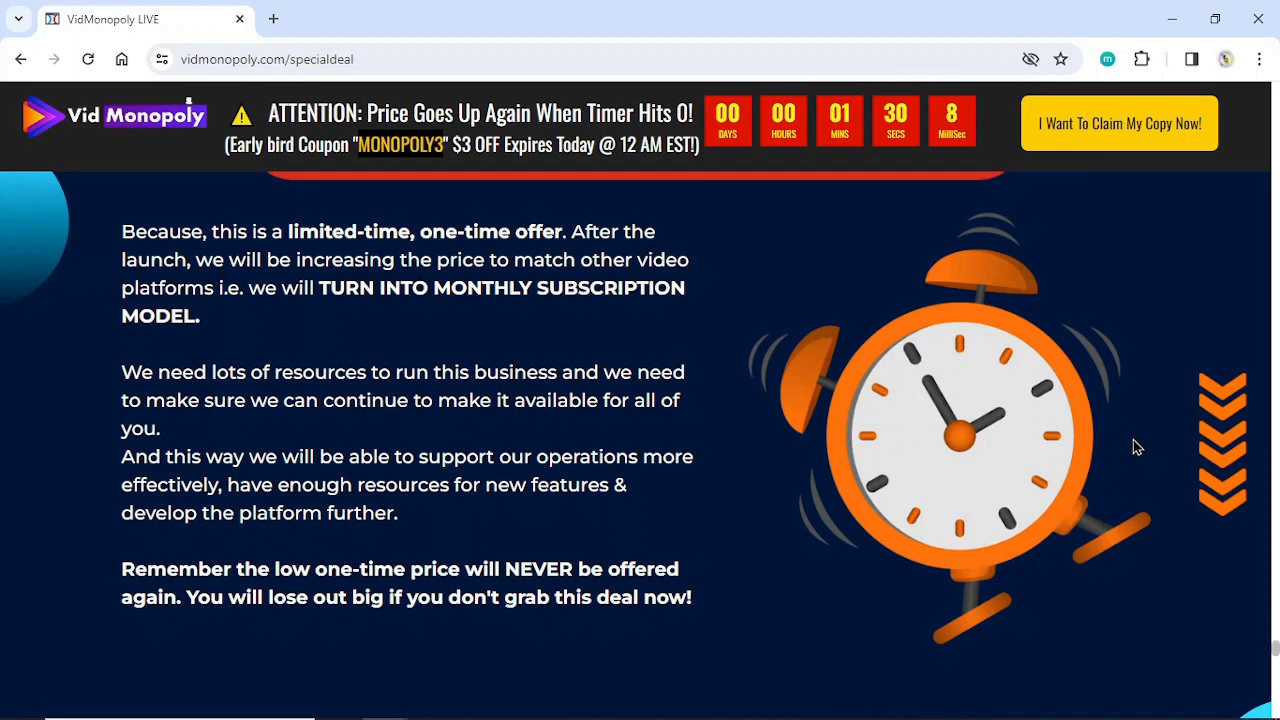 VidMonopoly LIVE
vidmonopoly.com/specialdeal
Vid Monopoly
ATTENTION: Price Goes Up Again When Timer Hits 0!
(Early bird Coupon "MONOPOLY3" $3 OFF Expires Today @ 12 AM EST!)
00 00 01 30 8
DAYS HOURS MINS SECS MilliSec
I Want To Claim My Copy Now!
Because, this is a limited-time, one-time offer. After the
launch, we will be increasing the price to match other video
platforms i.e. we will TURN INTO MONTHLY SUBSCRIPTION
MODEL.
We need lots of resources to run this business and we need
to make sure we can continue to make it available for all of
you.
And this way we will be able to support our operations more
effectively, have enough resources for new features &
develop the platform further.
Remember the low one-time price will NEVER be offered
again. You will lose out big if you don't grab this deal now!